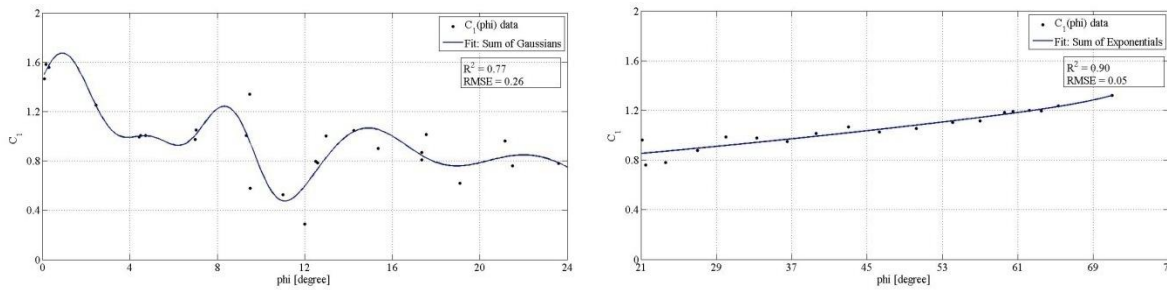 2
1.6
1.2
0.8
0.4
0
C₁
0 4 8 12 16 20 24
phi [degree]
C₁(phi) data
Fit: Sum of Gaussians
R² = 0.77
RMSE = 0.26
2
1.6
1.2
0.8
0.4
0
C₁
21 29 37 45 53 61 69
phi [degree]
C₁(phi) data
Fit: Sum of Exponentials
R² = 0.90
RMSE = 0.05